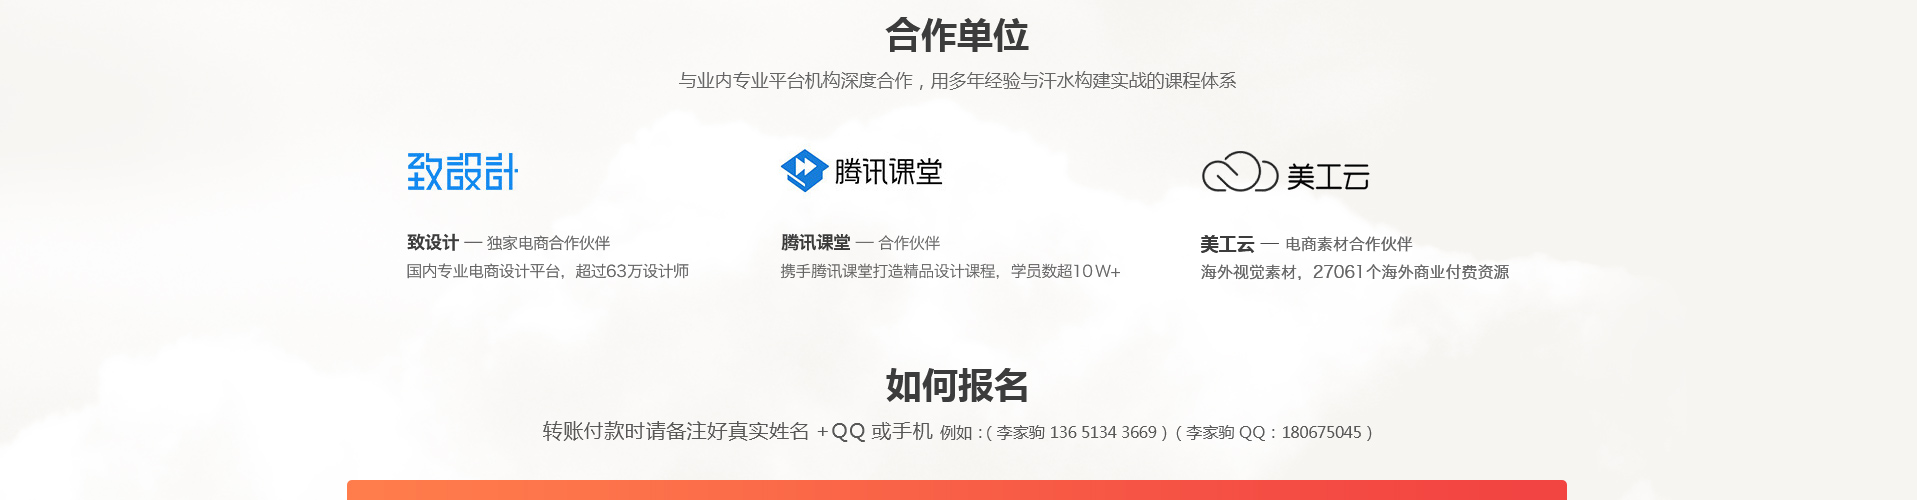 合作单位
与业内专业平台机构深度合作，用多年经验与汗水构建实战的课程体系
致設計
腾讯课堂
美工云
致设计 — 独家电商合作伙伴
国内专业电商设计平台，超过63万设计师
腾讯课堂 — 合作伙伴
携手腾讯课堂打造精品设计课程，学员数超10W+
美工云 — 电商素材合作伙伴
海外视觉素材，27061个海外商业付费资源
如何报名
转账付款时请备注好真实姓名 +QQ 或手机 例如：( 李家驹 136 5134 3669 ) ( 李家驹 QQ：180675045 )